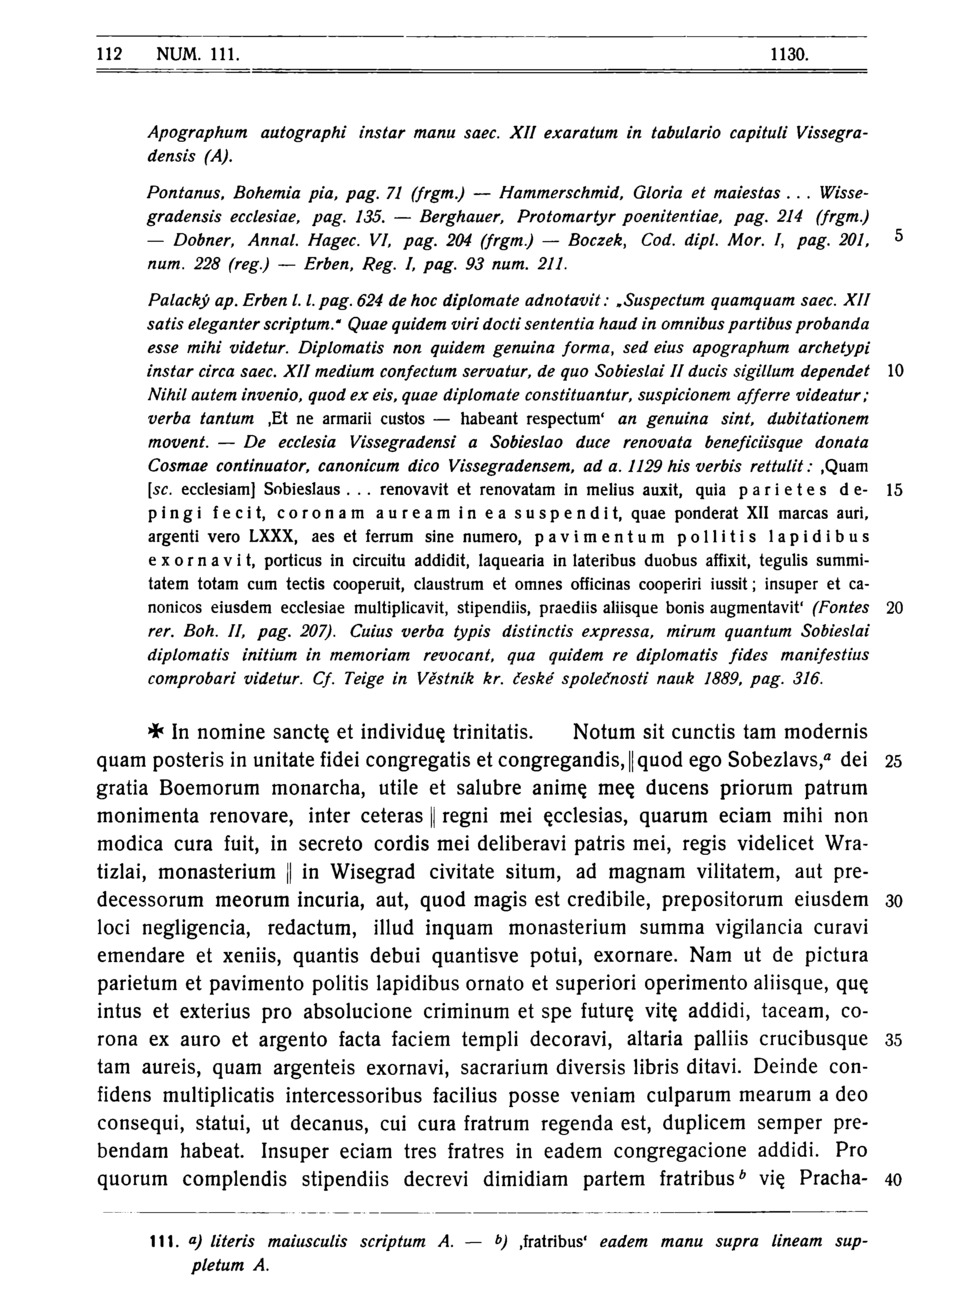 112 NUM. 111. 1130.
Apographum autographi instar manu saec. XII exaratum in tabulario capituli Vissegra-
densis (A).
Pontanus, Bohemia pia, pag. 71 (frgm.) — Hammerschmid, Gloria et maiestas . . . Wisse-
gradensis ecclesiae, pag. 135. — Berghauer, Protomartyr poenitentiae, pag. 214 (frgm.)
— Dobner, Annal. Hagec. VI, pag. 204 (frgm.) — Boczek, Cod. dipl. Mor. I, pag. 201, 5
num. 228 (reg.) — Erben, Reg. I, pag. 93 num. 211.
Palacký ap. Erben l. l. pag. 624 de hoc diplomate adnotavit: „Suspectum quamquam saec. XII
satis eleganter scriptum.“ Quae quidem viri docti sententia haud in omnibus partibus probanda
esse mihi videtur. Diplomatis non quidem genuina forma, sed eius apographum archetypi
instar circa saec. XII medium confectum servatur, de quo Sobieslai II ducis sigillum dependet 10
Nihil autem invenio, quod ex eis, quae diplomate constituantur, suspicionem afferre videatur;
verba tantum ‚Et ne armarii custos — habeant respectum‘ an genuina sint, dubitationem
movent. — De ecclesia Vissegradensi a Sobieslao duce renovata beneficiisque donata
Cosmae continuator, canonicum dico Vissegradensem, ad a. 1129 his verbis rettulit: ‚Quam
[sc. ecclesiam] Sobieslaus . . . renovavit et renovatam in melius auxit, quia parietes de- 15
pingi fecit, coronam auream in ea suspendit, quae ponderat XII marcas auri,
argenti vero LXXX, aes et ferrum sine numero, pavimentum pollitis lapidibus
exornavit, porticus in circuitu addidit, laquearia in lateribus duobus affixit, tegulis summi-
tatem totam cum tectis cooperuit, claustrum et omnes officinas cooperiri iussit; insuper et ca-
nonicos eiusdem ecclesiae multiplicavit, stipendiis, praediis aliisque bonis augmentavit‘ (Fontes 20
rer. Boh. II, pag. 207). Cuius verba typis distinctis expressa, mirum quantum Sobieslai
diplomatis initium in memoriam revocant, qua quidem re diplomatis fides manifestius
comprobari videtur. Cf. Teige in Věstník kr. české společnosti nauk 1889, pag. 316.
✠ In nomine sanctę et individuę trinitatis. Notum sit cunctis tam modernis
quam posteris in unitate fidei congregatis et congregandis, || quod ego Sobezlavs,ᵃ dei 25
gratia Boemorum monarcha, utile et salubre animę meę ducens priorum patrum
monimenta renovare, inter ceteras || regni mei ęcclesias, quarum eciam mihi non
modica cura fuit, in secreto cordis mei deliberavi patris mei, regis videlicet Wra-
tizlai, monasterium || in Wisegrad civitate situm, ad magnam vilitatem, aut pre-
decessorum meorum incuria, aut, quod magis est credibile, prepositorum eiusdem 30
loci negligencia, redactum, illud inquam monasterium summa vigilancia curavi
emendare et xeniis, quantis debui quantisve potui, exornare. Nam ut de pictura
parietum et pavimento politis lapidibus ornato et superiori operimento aliisque, quę
intus et exterius pro absolucione criminum et spe futurę vitę addidi, taceam, co-
rona ex auro et argento facta faciem templi decoravi, altaria palliis crucibusque 35
tam aureis, quam argenteis exornavi, sacrarium diversis libris ditavi. Deinde con-
fidens multiplicatis intercessoribus facilius posse veniam culparum mearum a deo
consequi, statui, ut decanus, cui cura fratrum regenda est, duplicem semper pre-
bendam habeat. Insuper eciam tres fratres in eadem congregacione addidi. Pro
quorum complendis stipendiis decrevi dimidiam partem fratribusᵇ vię Pracha- 40
111. a) literis maiusculis scriptum A. — b) ‚fratribus‘ eadem manu supra lineam sup-
pletum A.